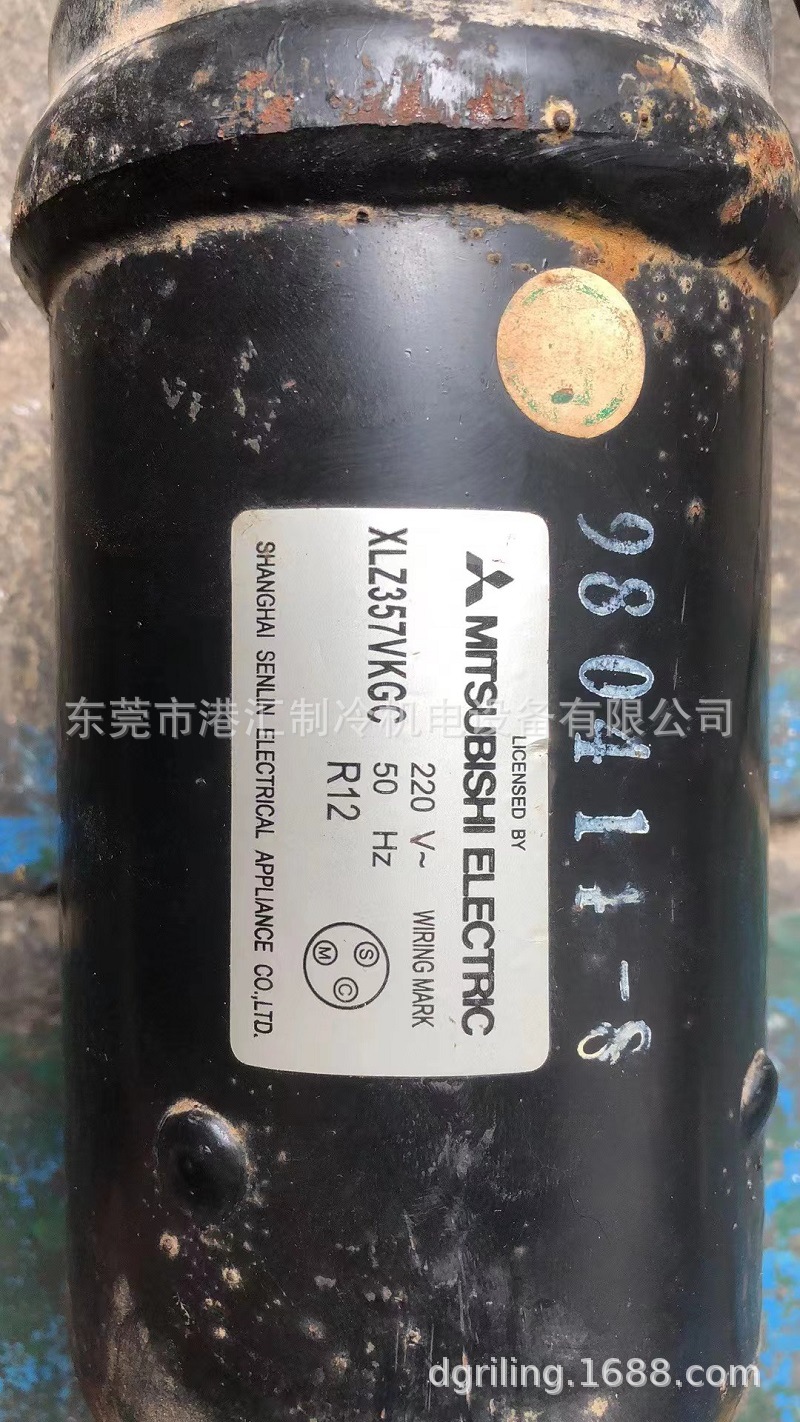 LICENSED BY
MITSUBISHI ELECTRIC
XLZ357VKGC
220 V~
50 Hz
R12
WIRING MARK
S
M
C
SHANGHAI SENLIN ELECTRICAL APPLIANCE CO.,LTD.
980411-8
东莞市港汇制冷机电设备有限公司
dgriling.1688.com